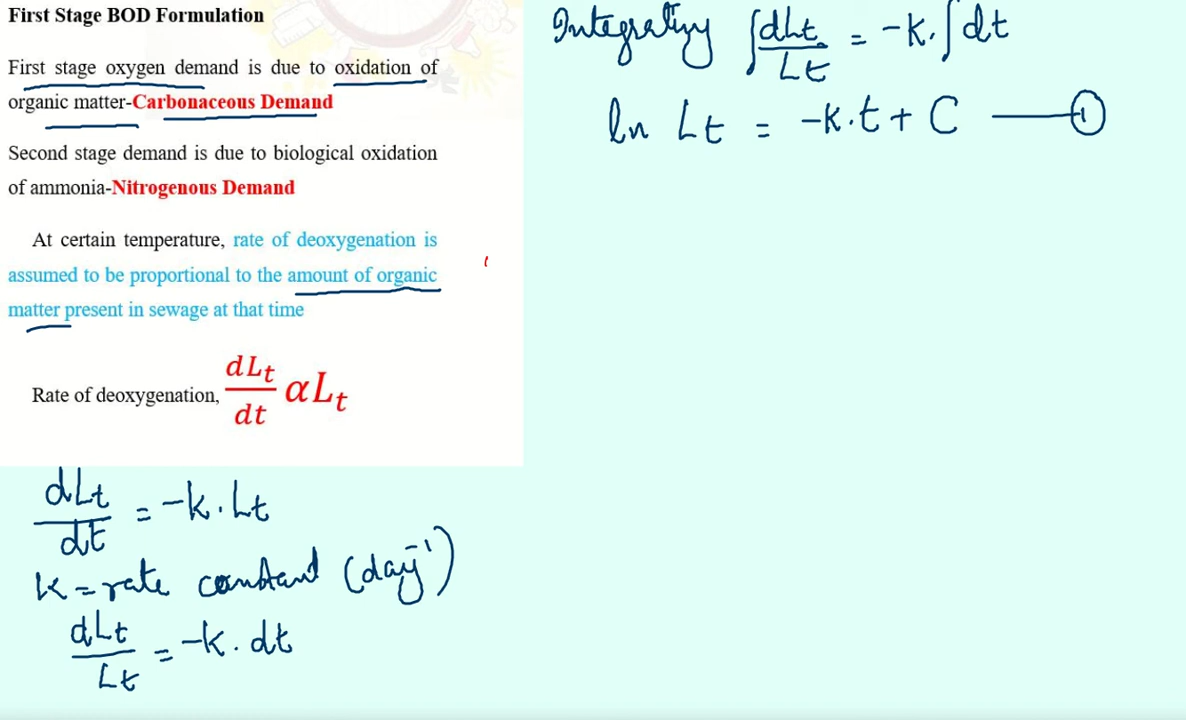 First Stage BOD Formulation
First stage oxygen demand is due to oxidation of
organic matter-Carbonaceous Demand
Second stage demand is due to biological oxidation
of ammonia-Nitrogenous Demand
At certain temperature, rate of deoxygenation is
assumed to be proportional to the amount of organic
matter present in sewage at that time
Rate of deoxygenation, dLt/dt αLt
dLt/dt = -k.Lt
K = rate constant (day⁻¹)
dLt/Lt = -k.dt
Integrating ∫dLt/Lt = -k.∫dt
ln Lt = -k.t + C — ①